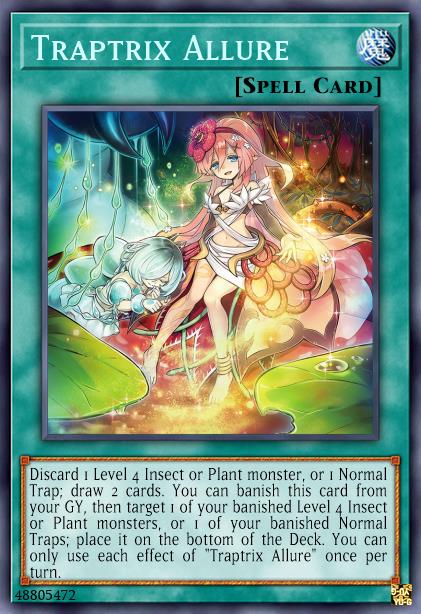 Traptrix Allure
魔
[Spell Card]
Discard 1 Level 4 Insect or Plant monster, or 1 Normal
Trap; draw 2 cards. You can banish this card from
your GY, then target 1 of your banished Level 4 Insect
or Plant monsters, or 1 of your banished Normal
Traps; place it on the bottom of the Deck. You can
only use each effect of "Traptrix Allure" once per
turn.
48805472